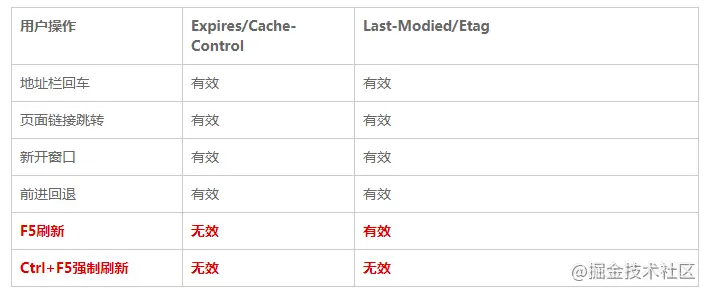 用户操作 Expires/Cache- Last-Modied/Etag
Control
地址栏回车 有效 有效
页面链接跳转 有效 有效
新开窗口 有效 有效
前进回退 有效 有效
F5刷新 无效 有效
Ctrl+F5强制刷新 无效 无效
@掘金技术社区